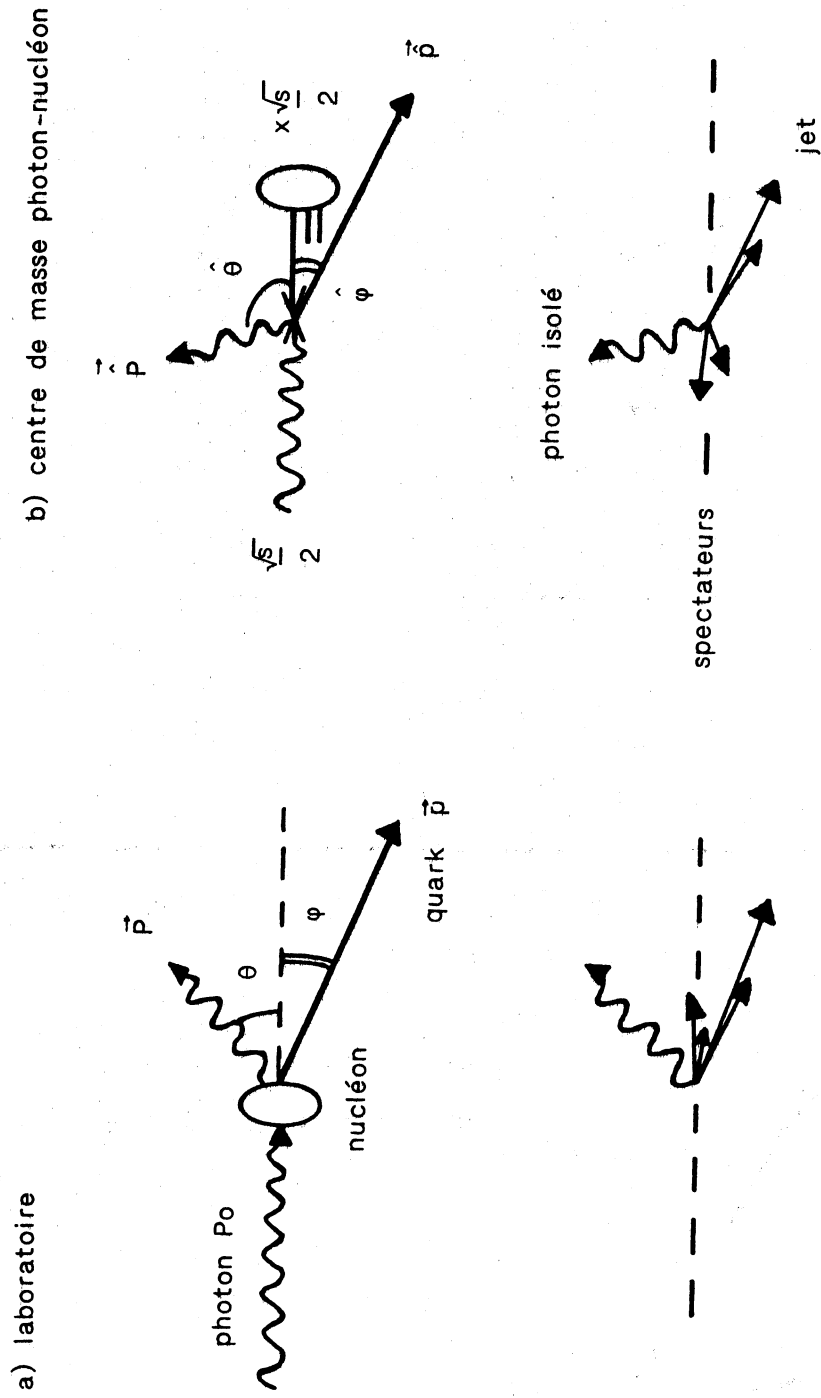 a) laboratoire
photon Po
nucléon
P⃗
θ
φ
quark p⃗
b) centre de masse photon-nucléon
√s/2
P̂⃗
θ̂
φ̂
x√s/2
p̂⃗
photon isolé
spectateurs
jet